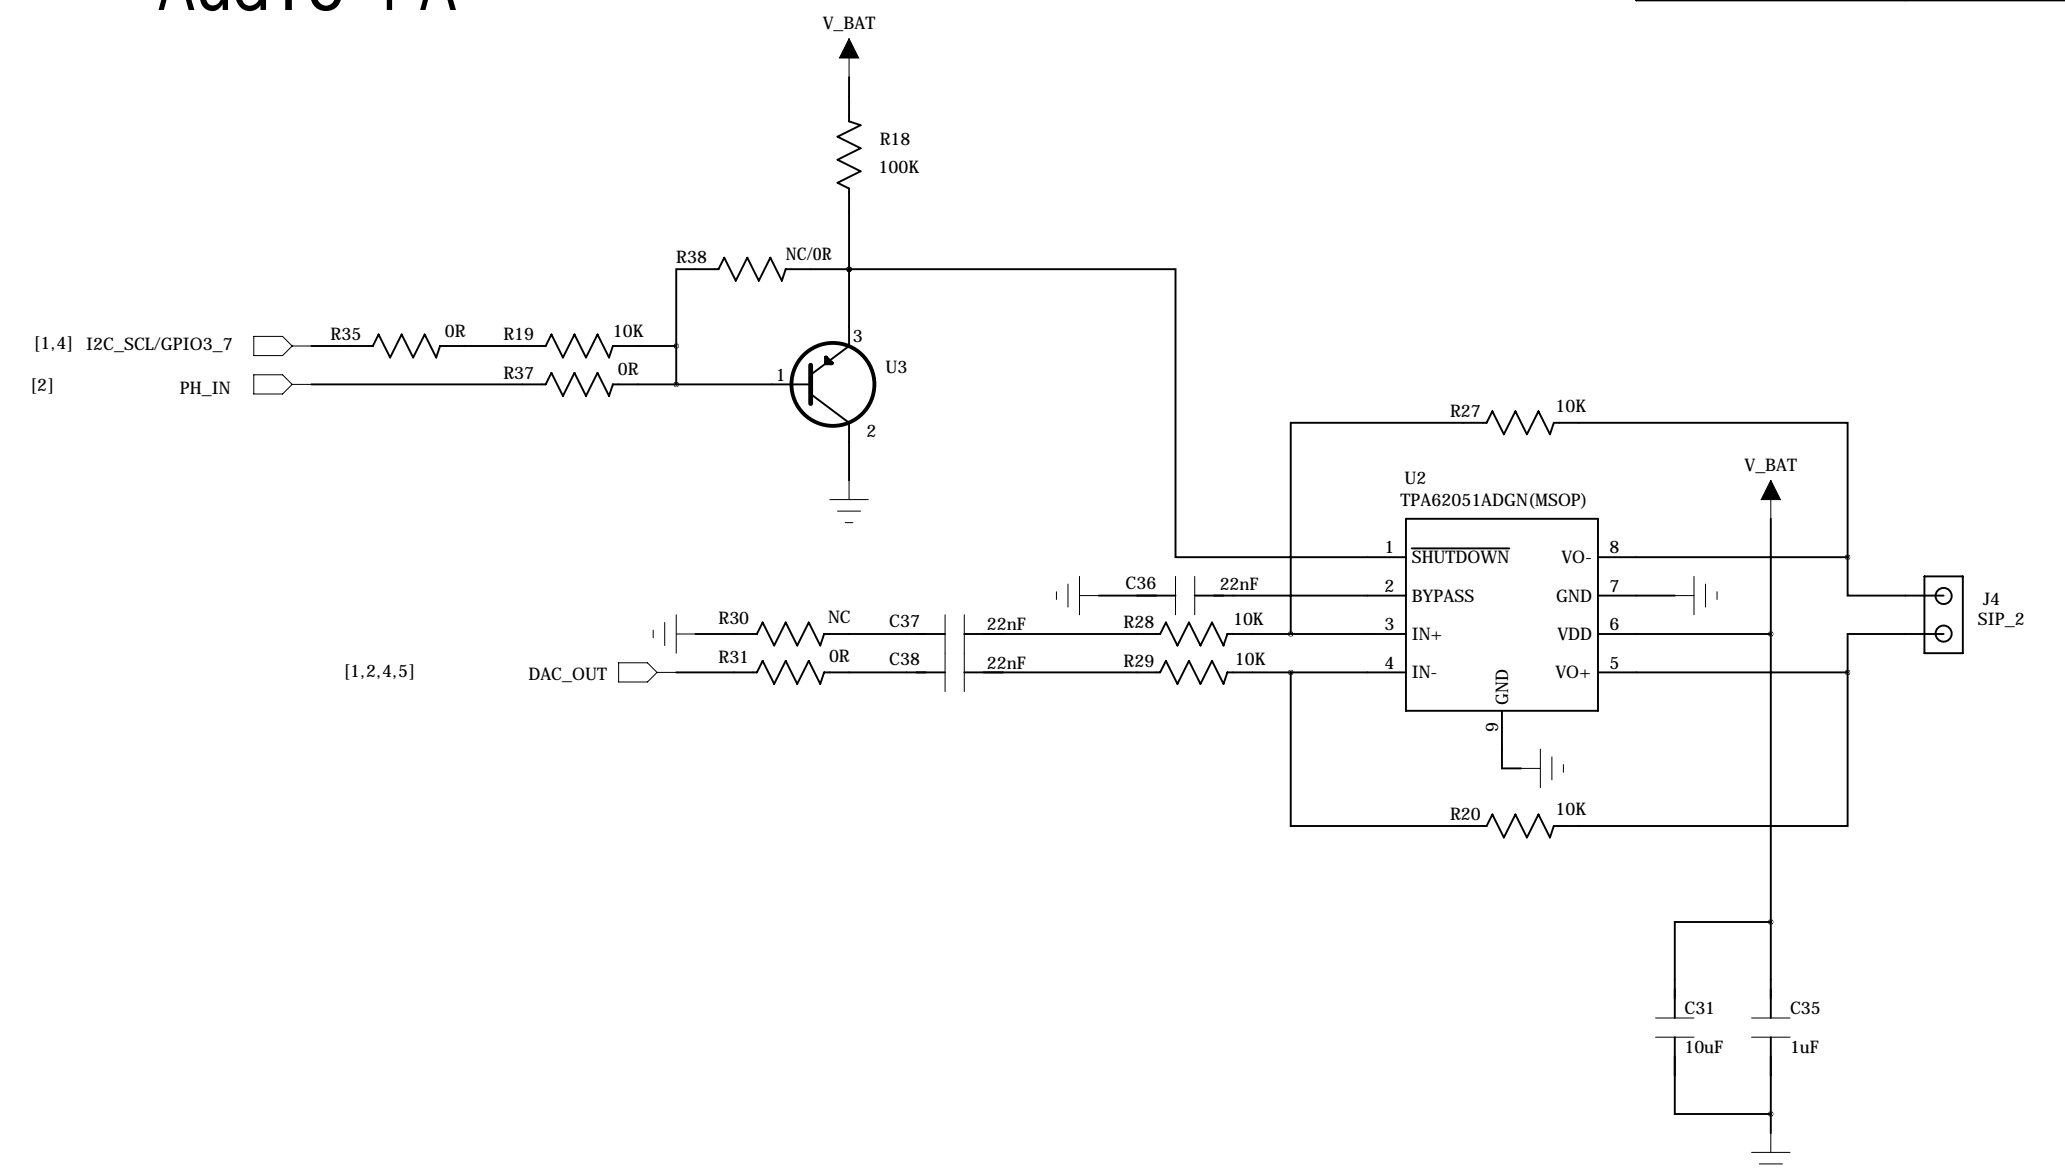 Audio PA
V_BAT
R18
100K
R38 NC/0R
[1,4] I2C_SCL/GPIO3_7 R35 0R R19 10K
[2] PH_IN R37 0R
1
3
U3
2
R27 10K
V_BAT
U2
TPA62051ADGN(MSOP)
1 SHUTDOWN VO- 8
C36 22nF 2 BYPASS GND 7
R30 NC C37 22nF R28 10K 3 IN+ VDD 6
[1,2,4,5] DAC_OUT R31 0R C38 22nF R29 10K 4 IN- VO+ 5
GND
9
J4
SIP_2
R20 10K
C31
10uF
C35
1uF